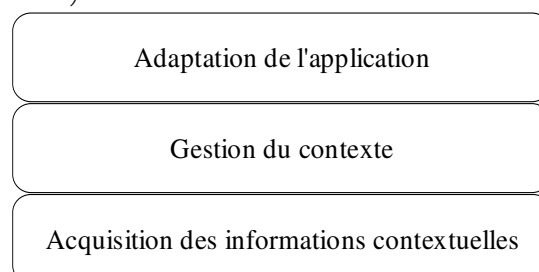 Adaptation de l'application
Gestion du contexte
Acquisition des informations contextuelles